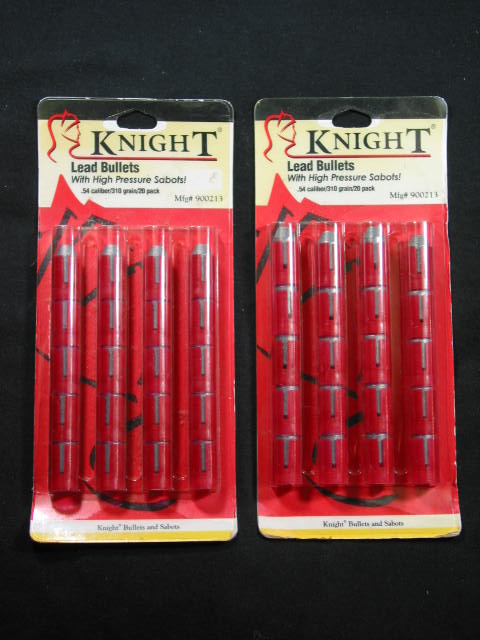 KNIGHT®
Lead Bullets
With High Pressure Sabots!
.54 caliber/310 grain/20 pack
Mfg# 900213
Knight® Bullets and Sabots
KNIGHT®
Lead Bullets
With High Pressure Sabots!
.54 caliber/310 grain/20 pack
Mfg# 900213
Knight® Bullets and Sabots